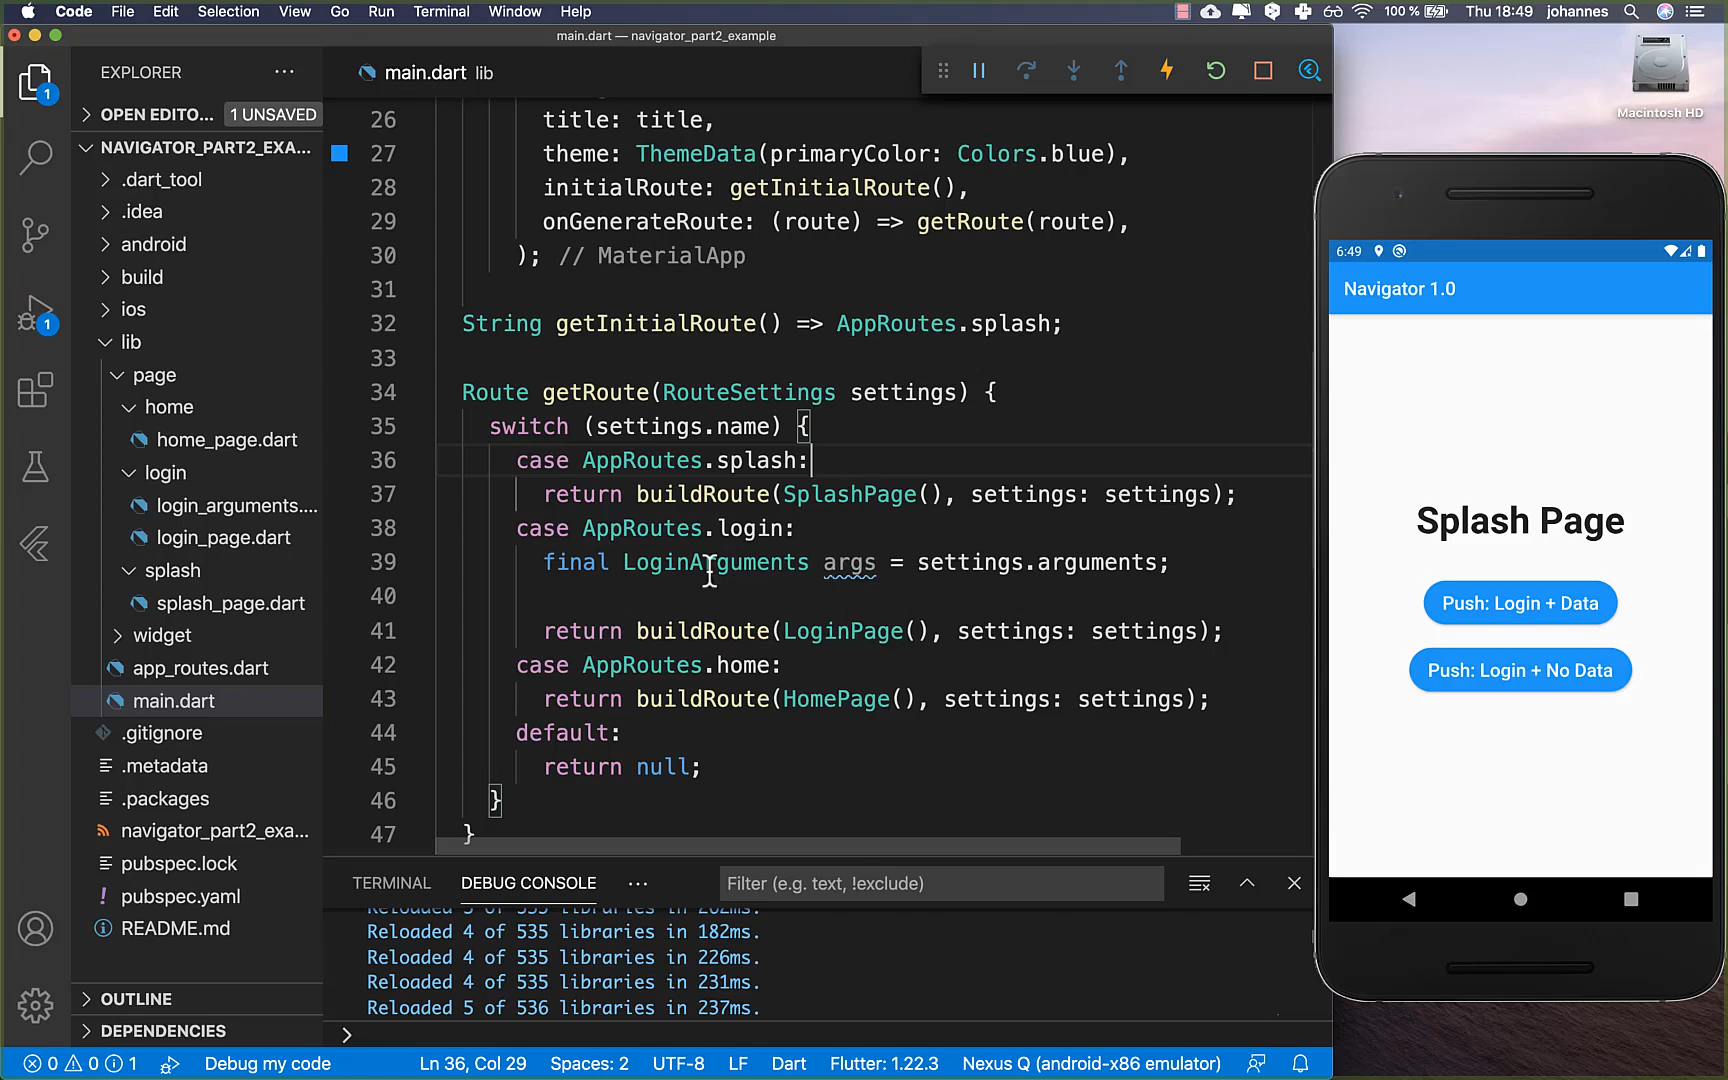 Code File Edit Selection View Go Run Terminal Window Help
100 % Thu 18:49 johannes
main.dart — navigator_part2_example
Macintosh HD
EXPLORER ...
main.dart lib
1
OPEN EDITO... 1 UNSAVED
NAVIGATOR_PART2_EXA...
.dart_tool
.idea
android
build
ios
1
lib
page
home
home_page.dart
login
login_arguments....
login_page.dart
splash
splash_page.dart
widget
app_routes.dart
main.dart
.gitignore
.metadata
.packages
navigator_part2_exa...
pubspec.lock
! pubspec.yaml
README.md
OUTLINE
DEPENDENCIES
26 title: title,
27 theme: ThemeData(primaryColor: Colors.blue),
28 initialRoute: getInitialRoute(),
29 onGenerateRoute: (route) => getRoute(route),
30 ); // MaterialApp
31
32 String getInitialRoute() => AppRoutes.splash;
33
34 Route getRoute(RouteSettings settings) {
35 switch (settings.name) {
36 case AppRoutes.splash:
37 return buildRoute(SplashPage(), settings: settings);
38 case AppRoutes.login:
39 final LoginArguments args = settings.arguments;
40
41 return buildRoute(LoginPage(), settings: settings);
42 case AppRoutes.home:
43 return buildRoute(HomePage(), settings: settings);
44 default:
45 return null;
46 }
47 }
TERMINAL DEBUG CONSOLE ... Filter (e.g. text, !exclude)
Reloaded 5 of 535 libraries in 202ms.
Reloaded 4 of 535 libraries in 182ms.
Reloaded 4 of 535 libraries in 226ms.
Reloaded 4 of 535 libraries in 231ms.
Reloaded 5 of 536 libraries in 237ms.
>
0 0 1 Debug my code Ln 36, Col 29 Spaces: 2 UTF-8 LF Dart Flutter: 1.22.3 Nexus Q (android-x86 emulator)
6:49
Navigator 1.0
Splash Page
Push: Login + Data
Push: Login + No Data